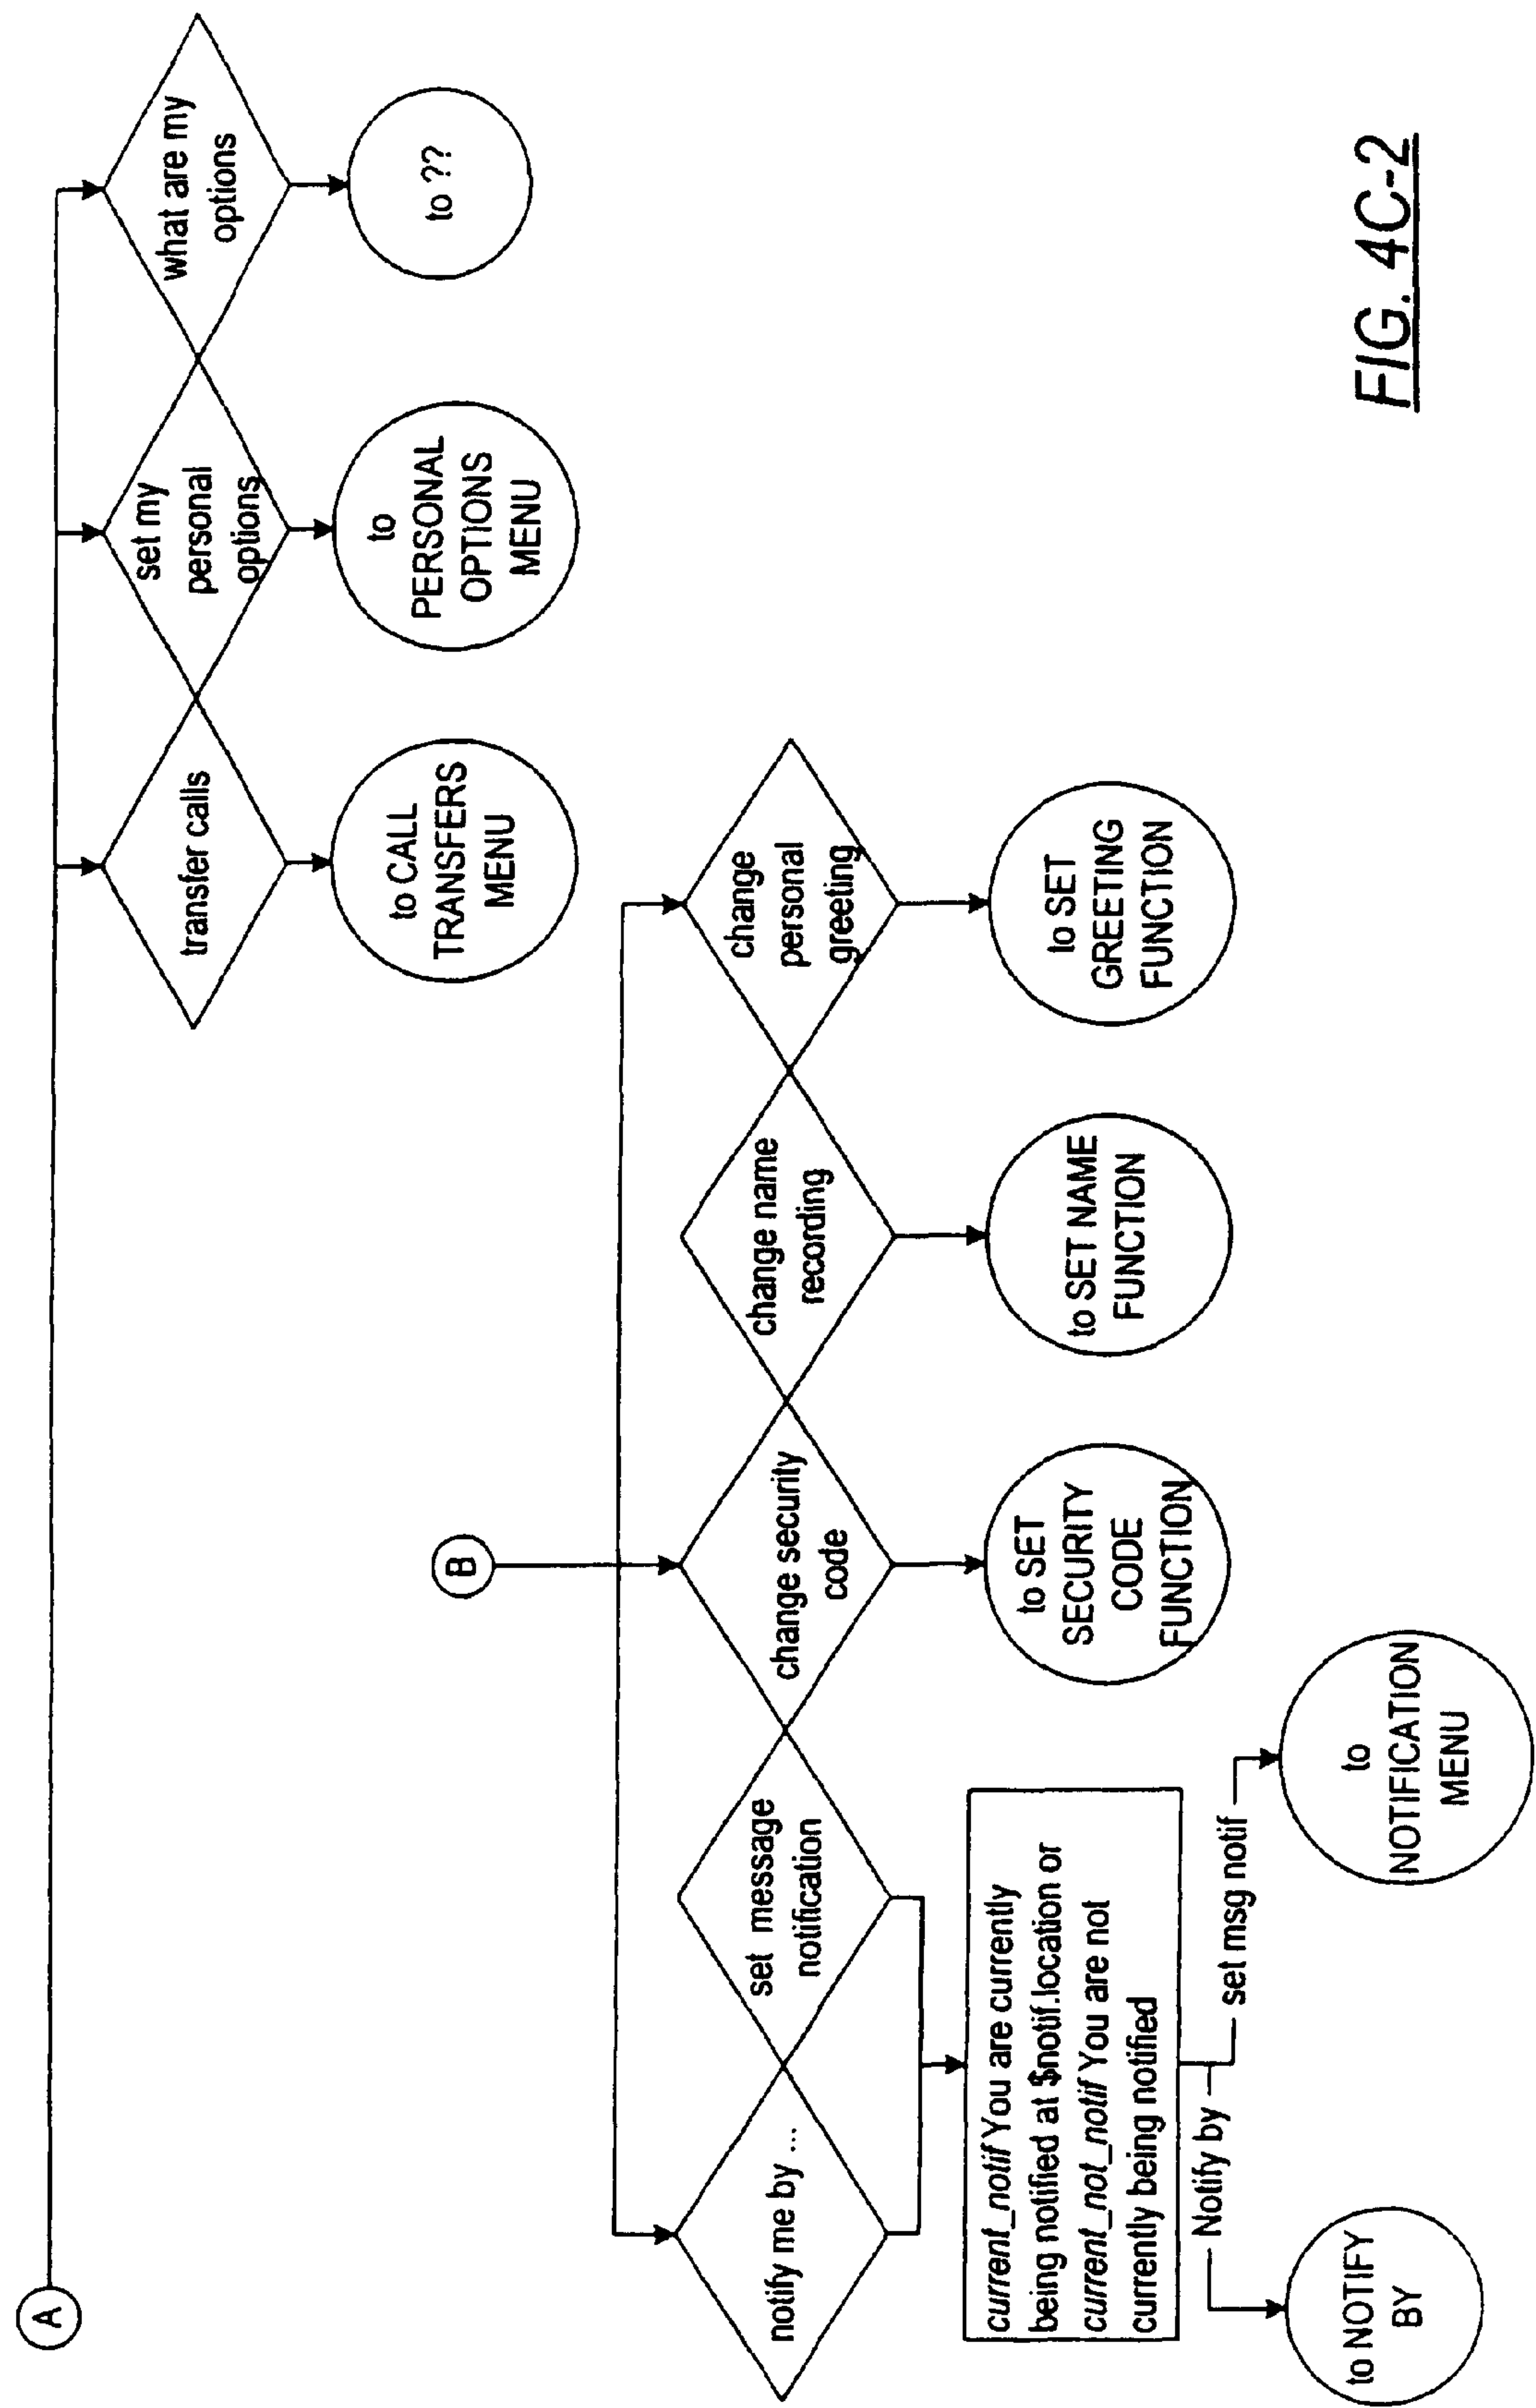 A
transfer calls
set my
personal
options
what are my
options
to CALL
TRANSFERS
MENU
to
PERSONAL
OPTIONS
MENU
to ??
B
notify me by ...
set message
notification
change security
code
change name
recording
change
personal
greeting
current_notif You are currently
being notified at $notif.location or
current_not_notif You are not
currently being notified
to SET
SECURITY
CODE
FUNCTION
to SET NAME
FUNCTION
to SET
GREETING
FUNCTION
Notify by
set msg notif
to NOTIFY
BY
to
NOTIFICATION
MENU
FIG. 4C-2